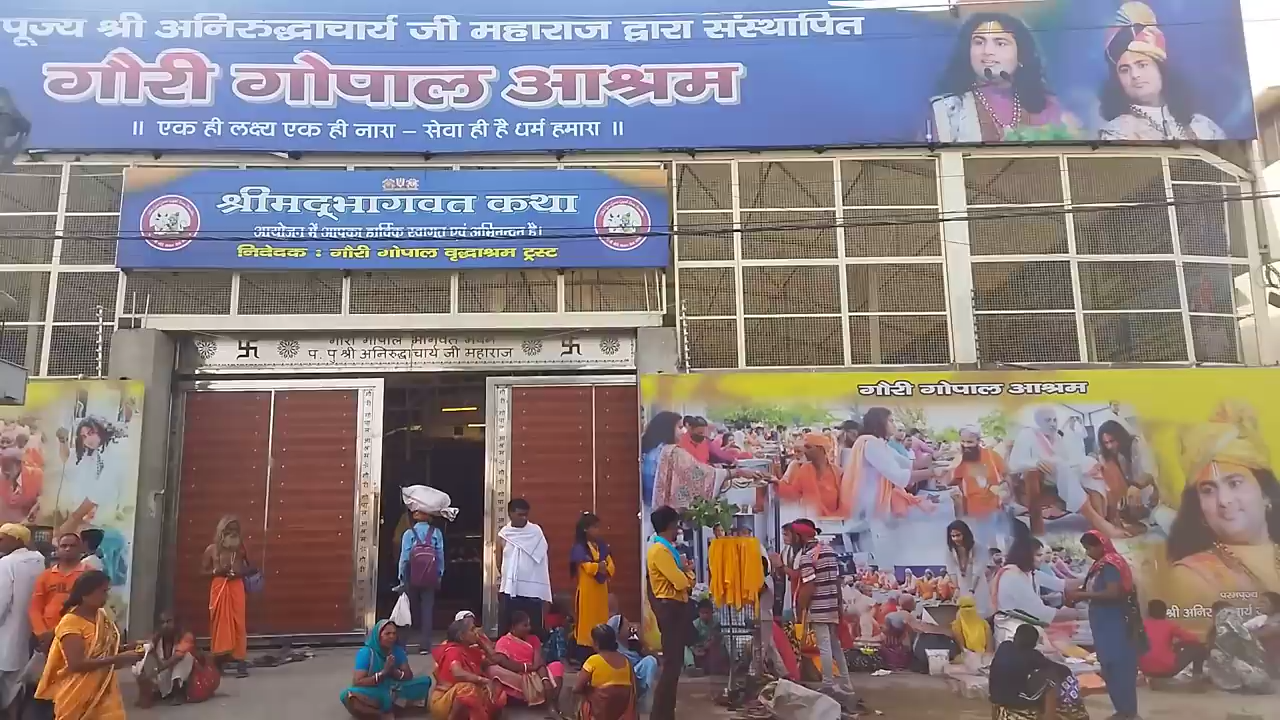 पूज्य श्री अनिरुद्धाचार्य जी महाराज द्वारा संस्थापित
गौरी गोपाल आश्रम
॥ एक ही लक्ष्य एक ही नारा – सेवा ही है धर्म हमारा ॥
श्रीमद्भागवत कथा
आयोजन में आपका हार्दिक स्वागत एवं अभिनन्दन है।
निवेदक : गौरी गोपाल वृद्धाश्रम ट्रस्ट
गौरी गोपाल भागवत भवन
प. पु श्री अनिरुद्धाचार्य जी महाराज
गौरी गोपाल आश्रम
परमपूज्य
श्री